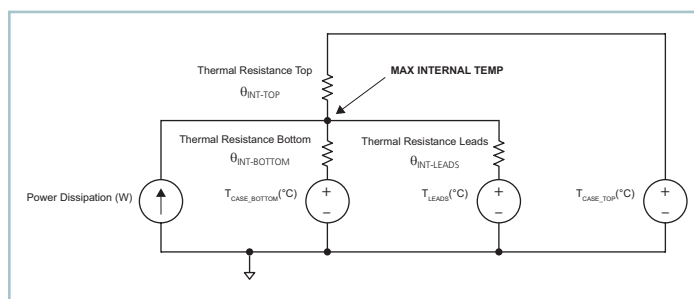 Thermal Resistance Top
θINT-TOP
MAX INTERNAL TEMP
Thermal Resistance Bottom
θINT-BOTTOM
Thermal Resistance Leads
θINT-LEADS
Power Dissipation (W)
TCASE_BOTTOM(°C)
+
–
TLEADS(°C)
+
–
TCASE_TOP(°C)
+
–